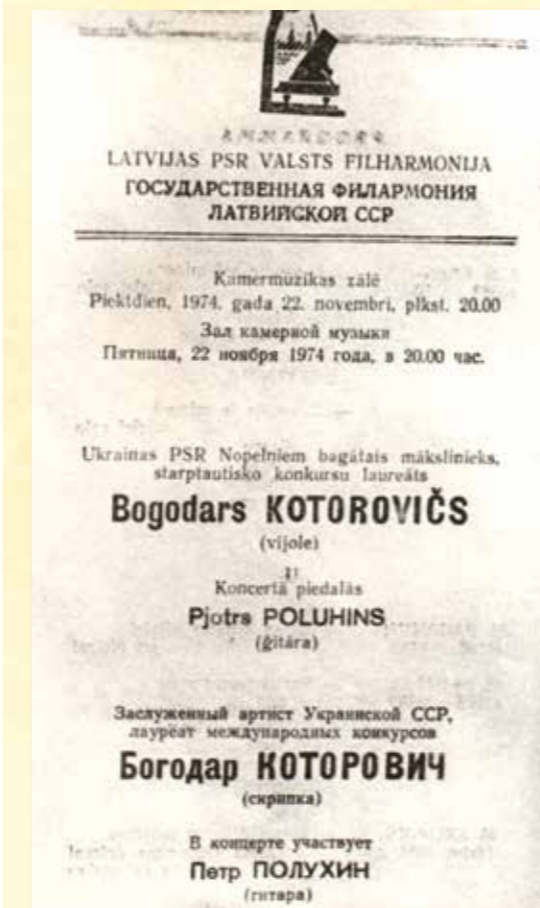 LATVIJAS PSR VALSTS FILHARMONIJA
ГОСУДАРСТВЕННАЯ ФИЛАРМОНИЯ
ЛАТВИЙСКОЙ ССР
Kamermūzikas zālē
Piektdien, 1974. gada 22. novembrī, plkst. 20.00
Зал камерной музыки
Пятница, 22 ноября 1974 года, в 20.00 час.
Ukrainas PSR Nopelniem bagātais mākslinieks,
starptautisko konkursu laureāts
Bogodars KOTOROVIČS
(vijole)
Koncertā piedalās
Pjotrs POLUHINS
(ģitāra)
Заслуженный артист Украинской ССР,
лауреат международных конкурсов
Богодар КОТОРОВИЧ
(скрипка)
В концерте участвует
Петр ПОЛУХИН
(гитара)